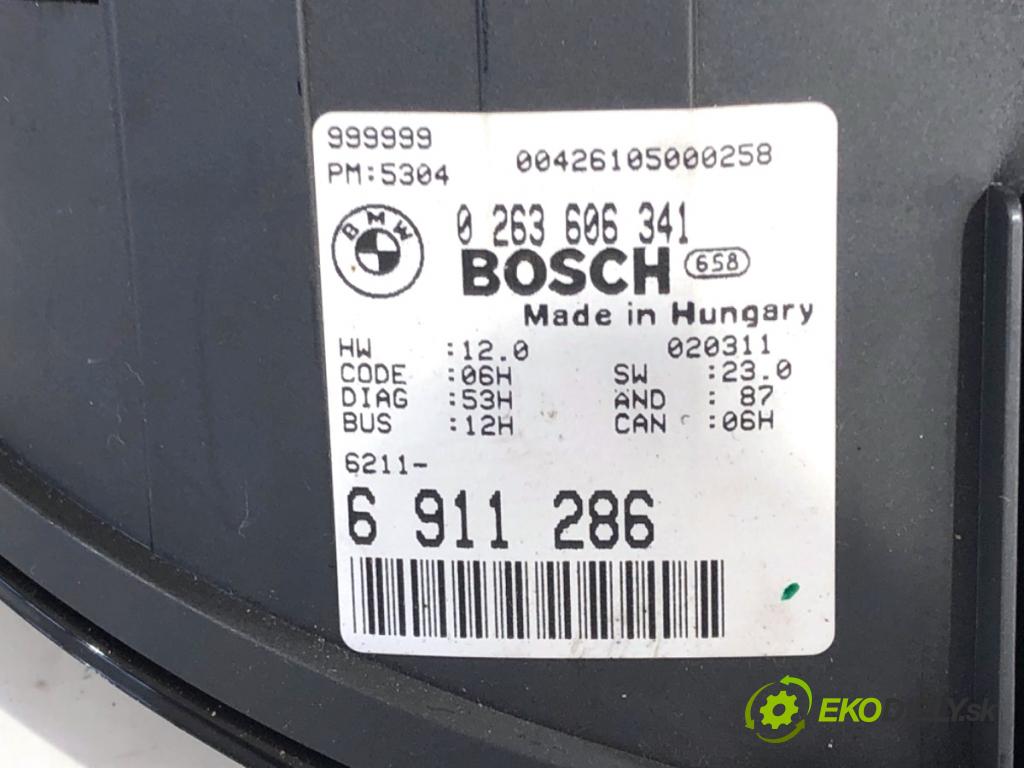 999999
00426105000258
PM:5304
BMW
0 263 606 341
BOSCH 658
Made in Hungary
HW :12.0 020311
CODE :06H SW :23.0
DIAG :53H AND : 87
BUS :12H CAN :06H
6211-
6 911 286
EKODIELY.sk